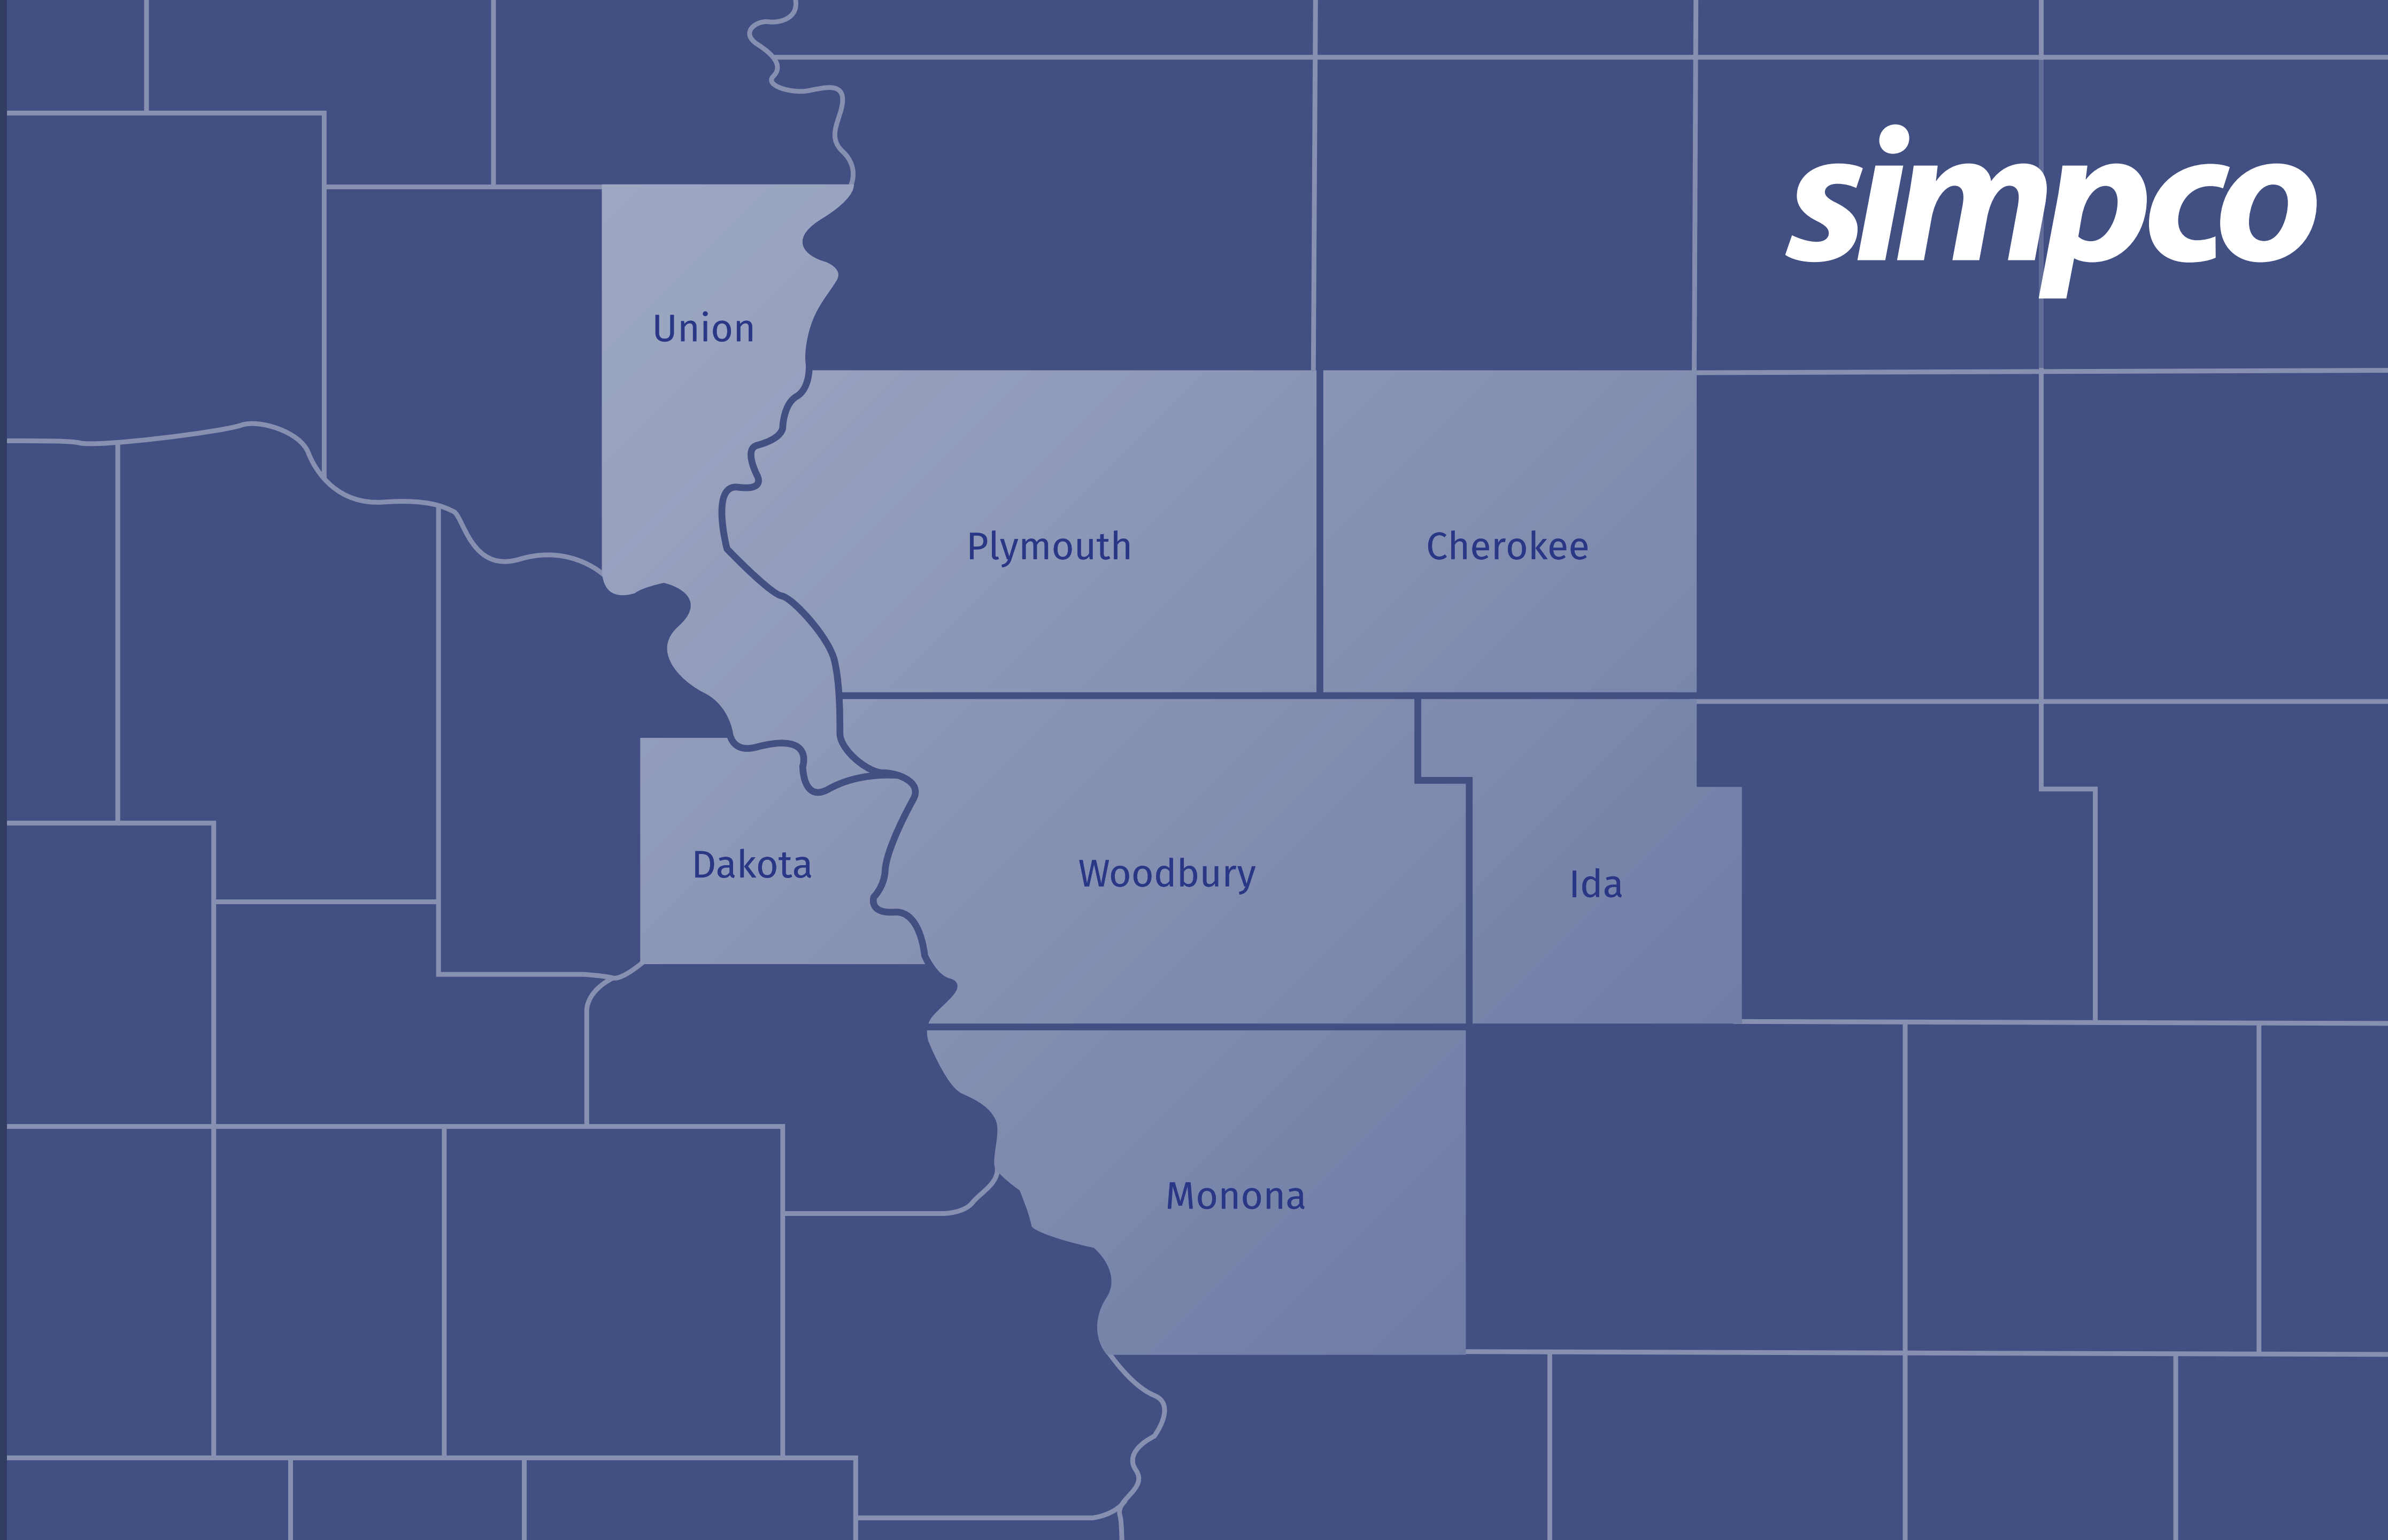 simpco
Union
Plymouth
Cherokee
Dakota
Woodbury
Ida
Monona